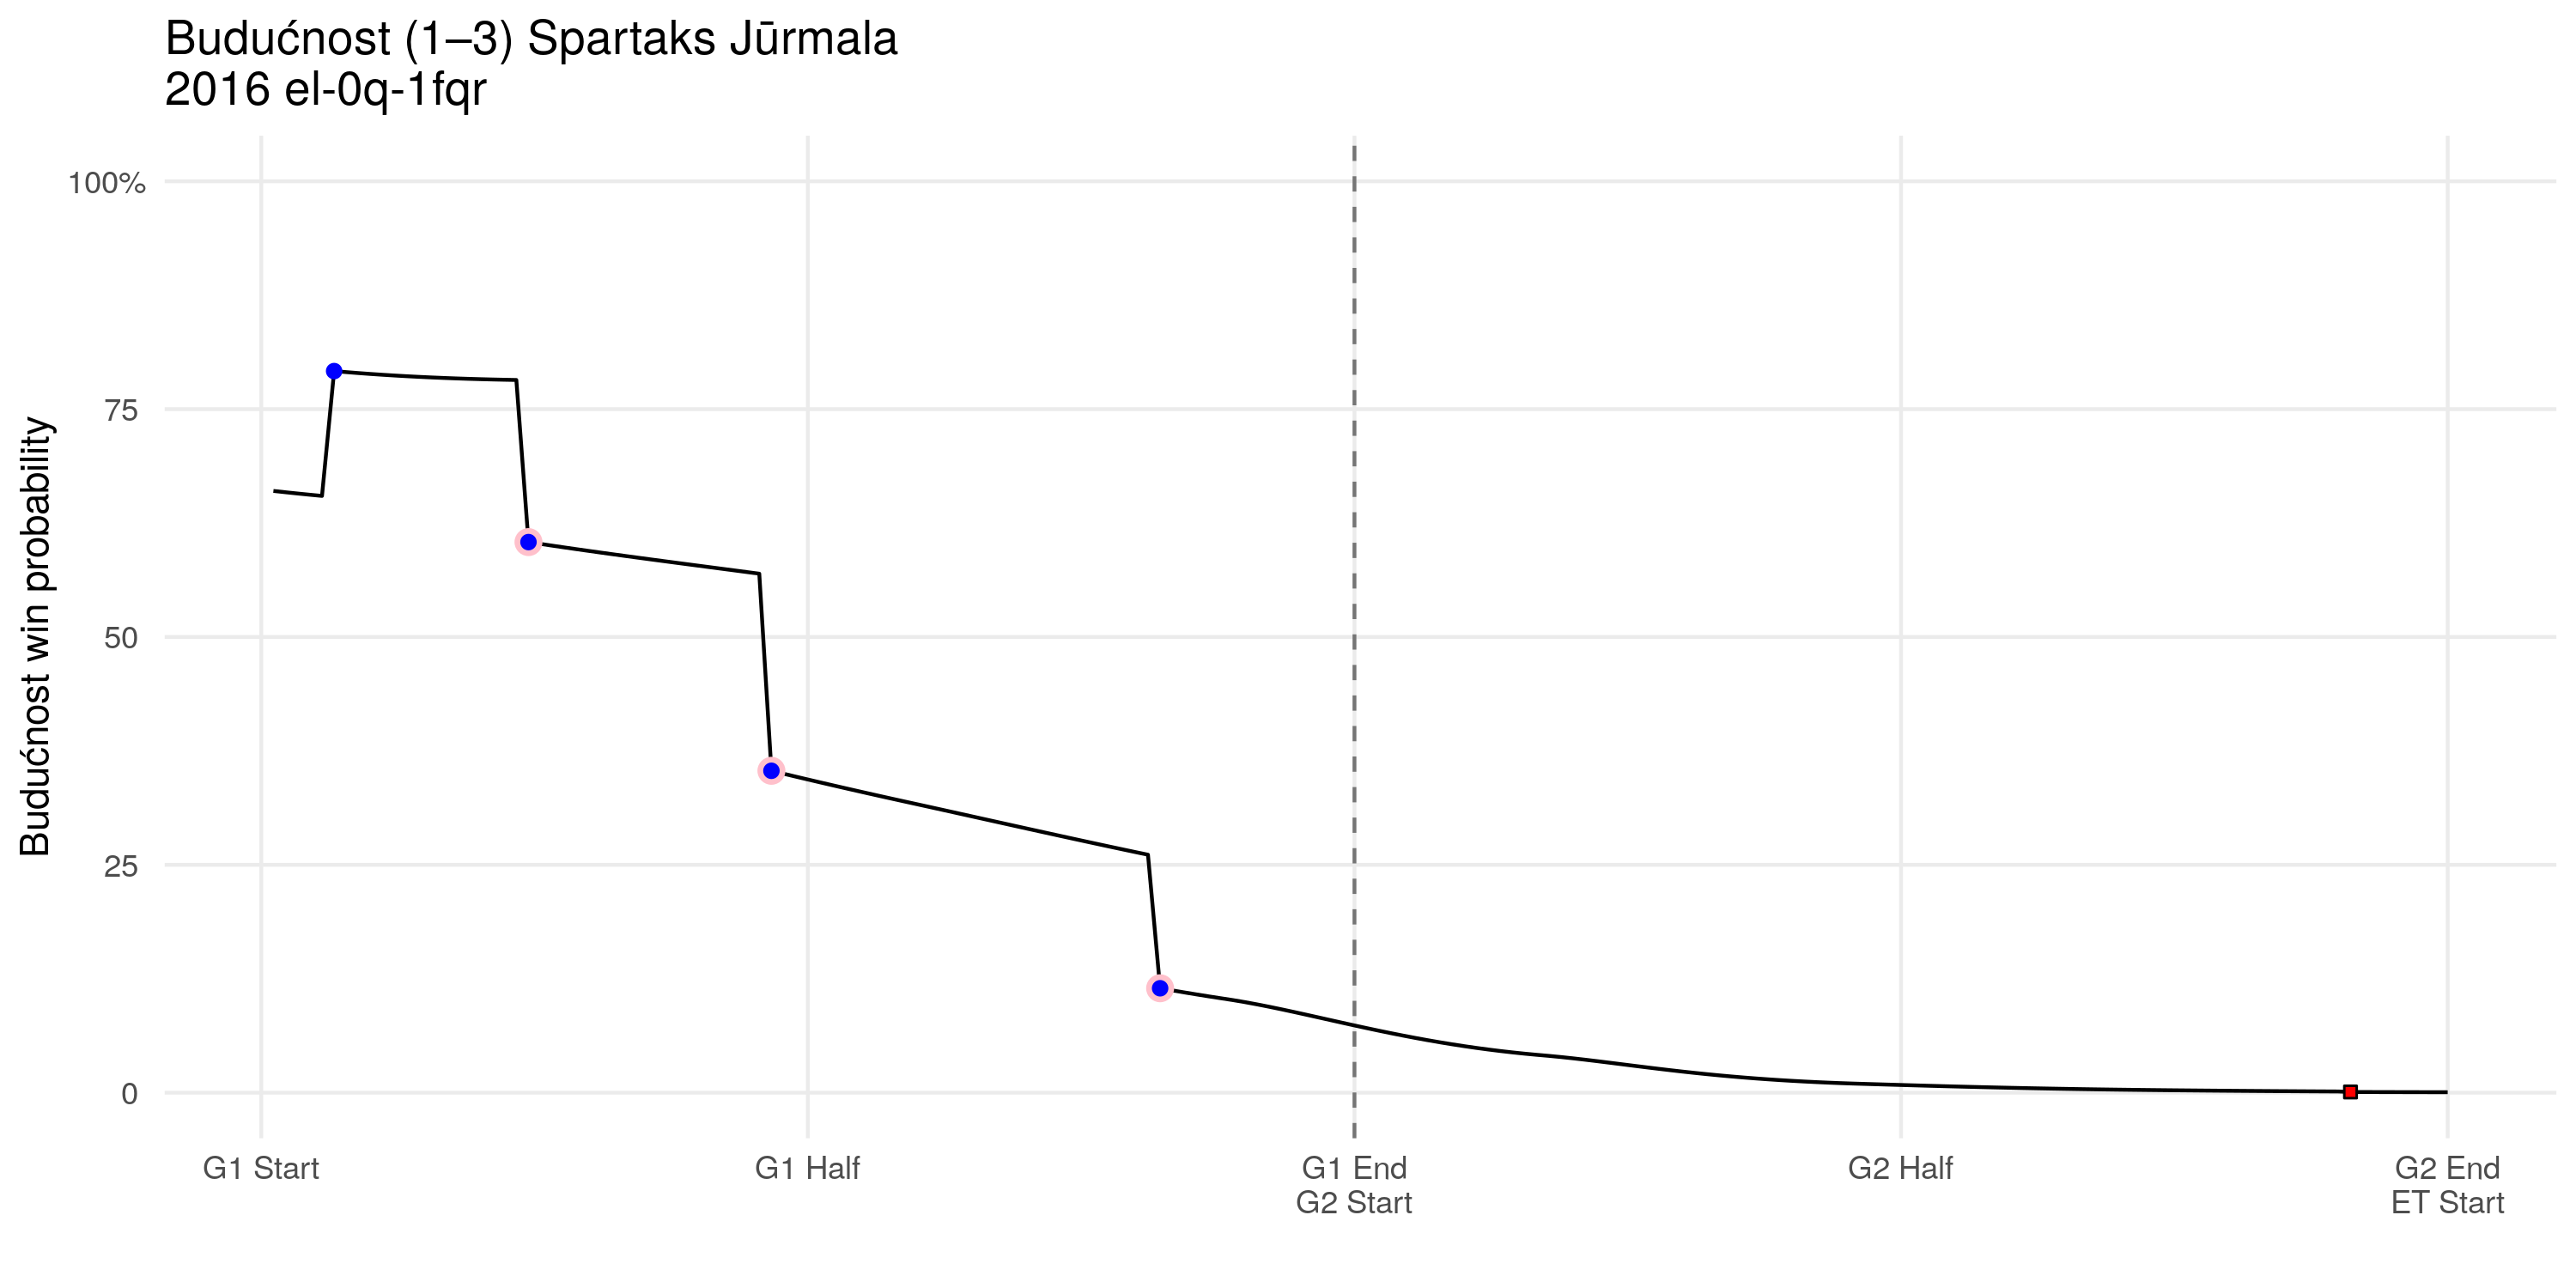 Budućnost (1–3) Spartaks Jūrmala
2016 el-0q-1fqr
Budućnost win probability
100%
75
50
25
0
G1 Start
G1 Half
G1 End
G2 Start
G2 Half
G2 End
ET Start